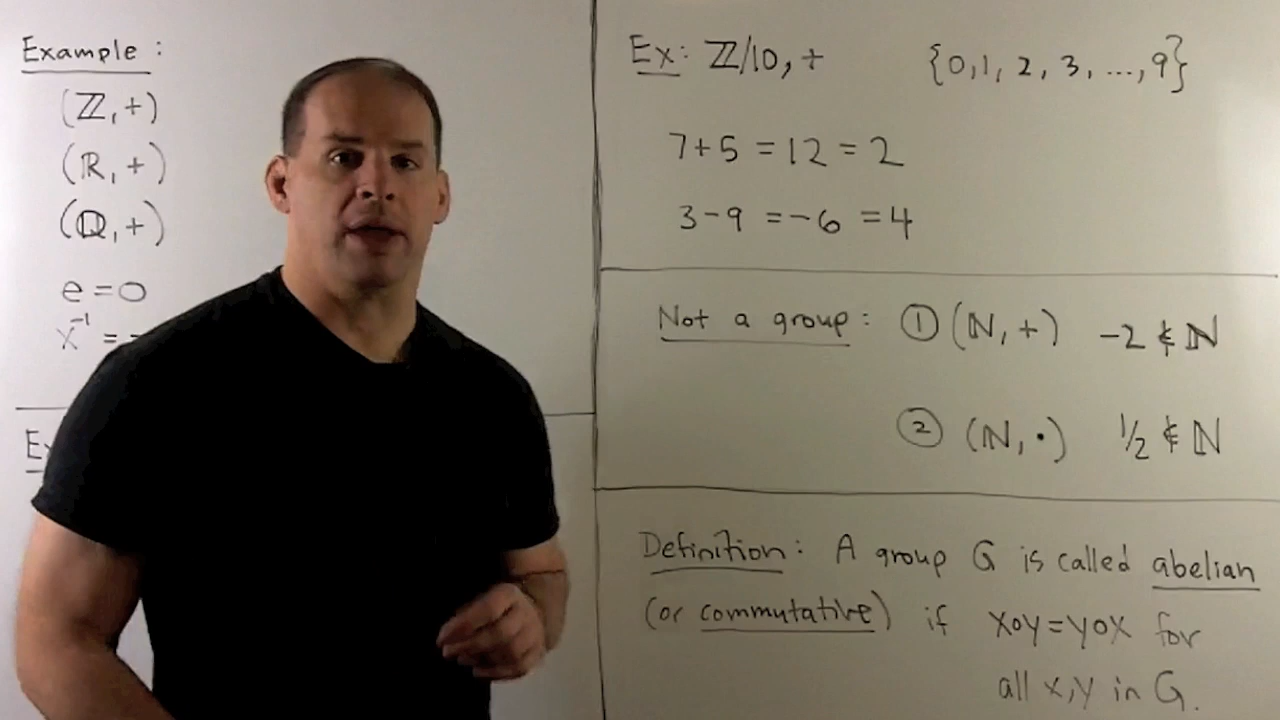 Example:
(ℤ, +)
(ℝ, +)
(ℚ, +)
e = 0
x⁻¹ = -
Ex: ℤ/10, + {0, 1, 2, 3, ..., 9}
7+5 = 12 = 2
3-9 = -6 = 4
Not a group: ① (ℕ, +) -2 ∉ ℕ
② (ℕ, ·) 1/2 ∉ ℕ
Definition: A group G is called abelian
(or commutative) if x∘y = y∘x for
all x, y in G.